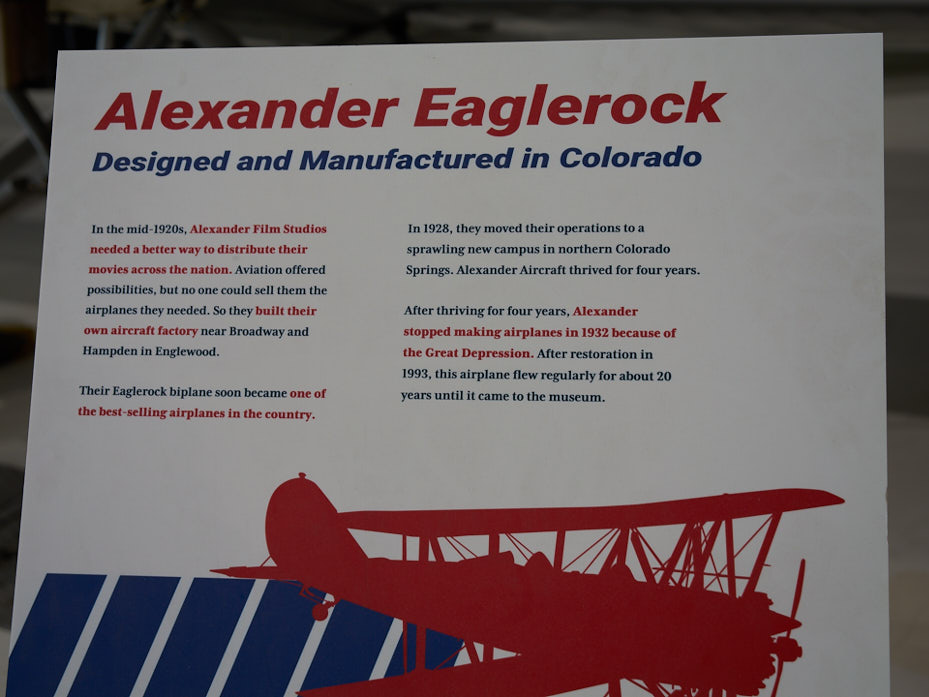 Alexander Eaglerock
Designed and Manufactured in Colorado
In the mid-1920s, Alexander Film Studios
needed a better way to distribute their
movies across the nation. Aviation offered
possibilities, but no one could sell them the
airplanes they needed. So they built their
own aircraft factory near Broadway and
Hampden in Englewood.
Their Eaglerock biplane soon became one of
the best-selling airplanes in the country.
In 1928, they moved their operations to a
sprawling new campus in northern Colorado
Springs. Alexander Aircraft thrived for four years.
After thriving for four years, Alexander
stopped making airplanes in 1932 because of
the Great Depression. After restoration in
1993, this airplane flew regularly for about 20
years until it came to the museum.